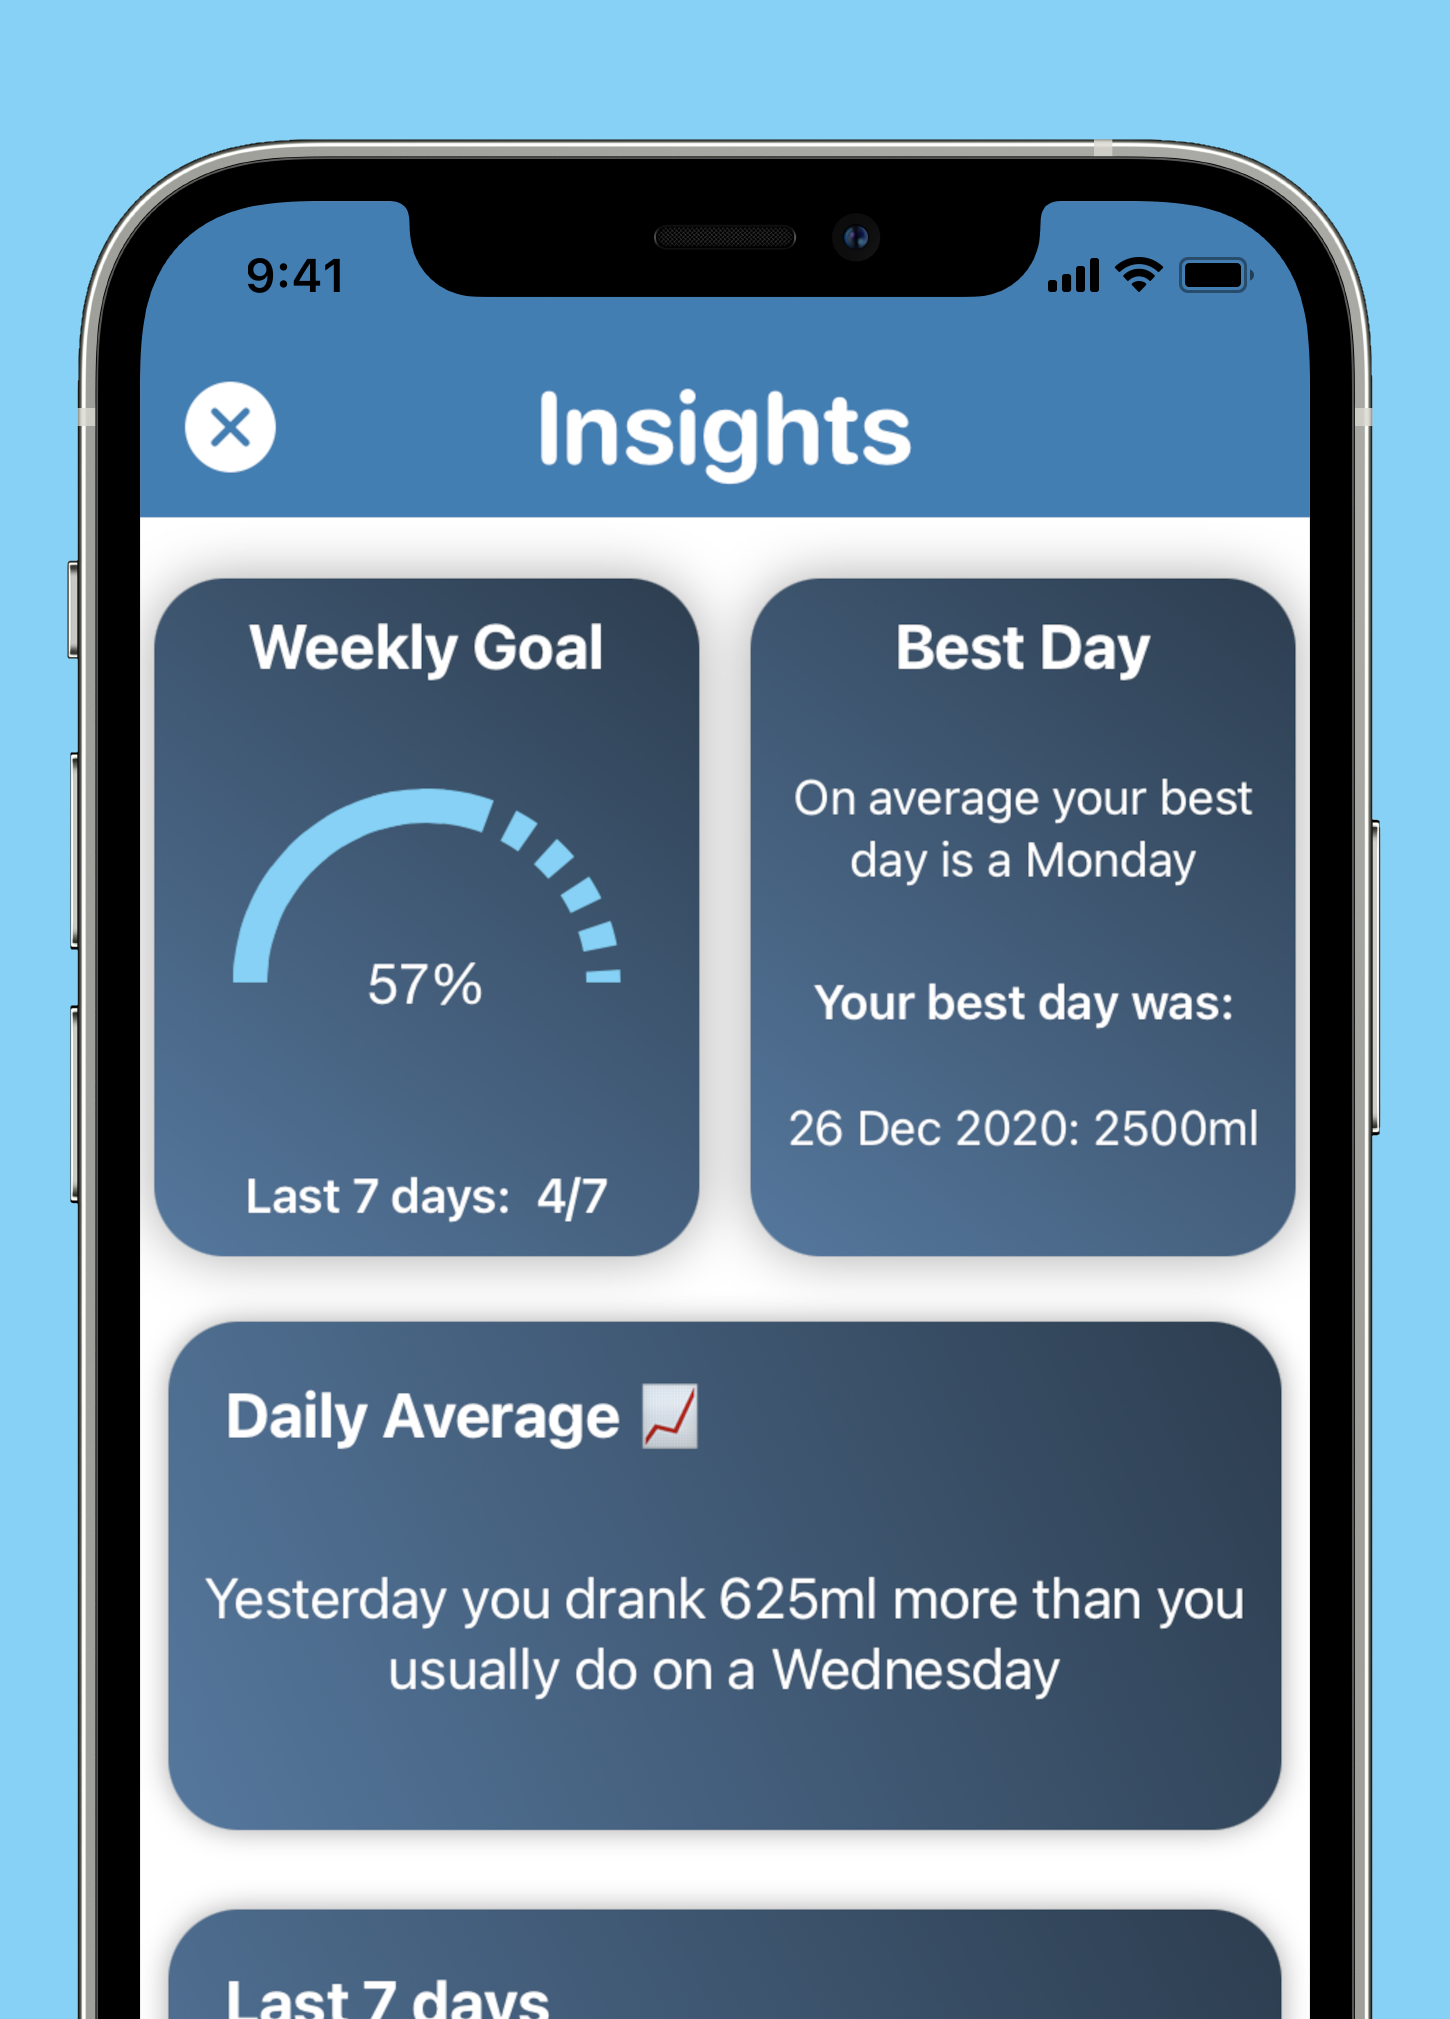 9:41
Insights
Weekly Goal
57%
Last 7 days: 4/7
Best Day
On average your best
day is a Monday
Your best day was:
26 Dec 2020: 2500ml
Daily Average
Yesterday you drank 625ml more than you
usually do on a Wednesday
Last 7 days